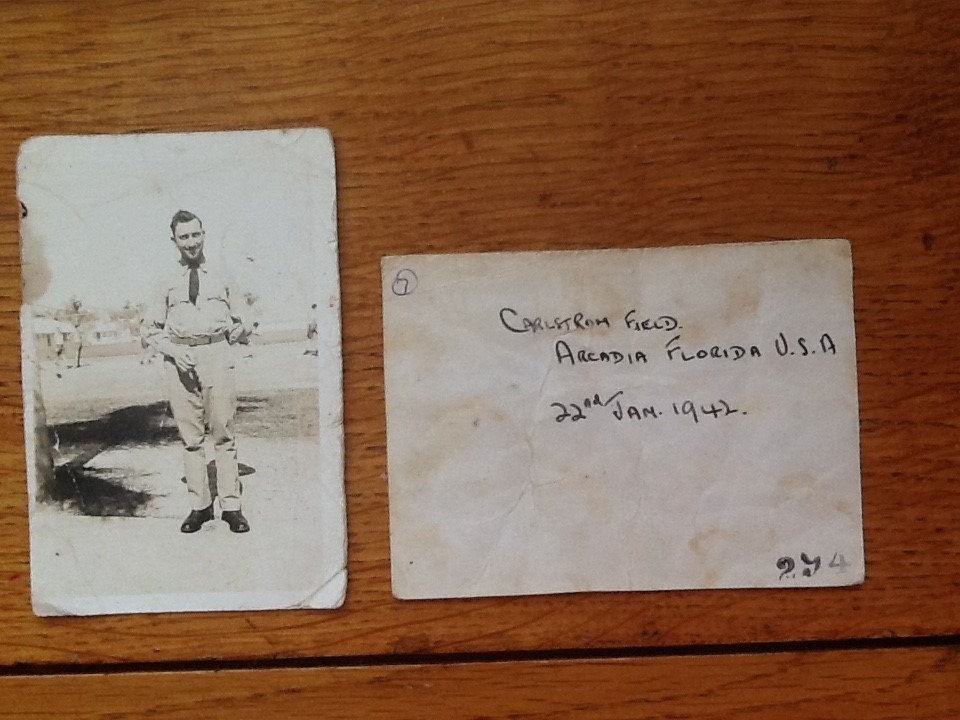 7
CARLSTROM FIELD.
ARCADIA FLORIDA U.S.A
22nd JAN. 1942.
274